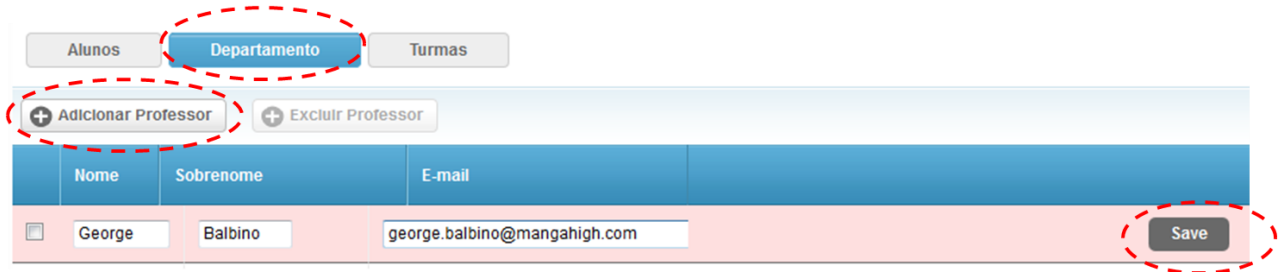 Alunos Departamento Turmas
Adicionar Professor Excluir Professor
Nome Sobrenome E-mail
George Balbino george.balbino@mangahigh.com Save